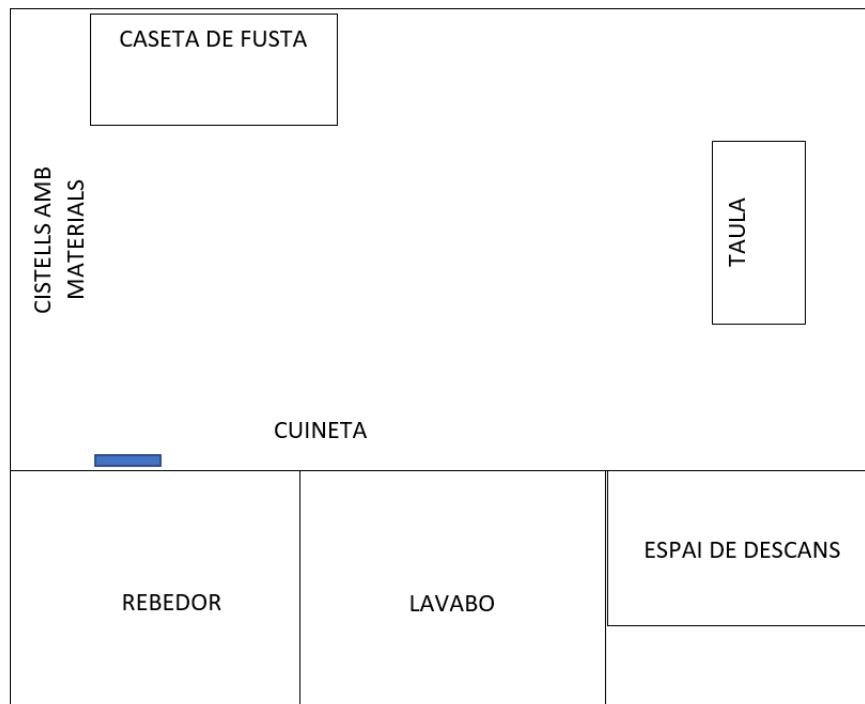 CASETA DE FUSTA
CISTELLS AMB
MATERIALS
TAULA
CUINETA
REBEDOR
LAVABO
ESPAI DE DESCANS